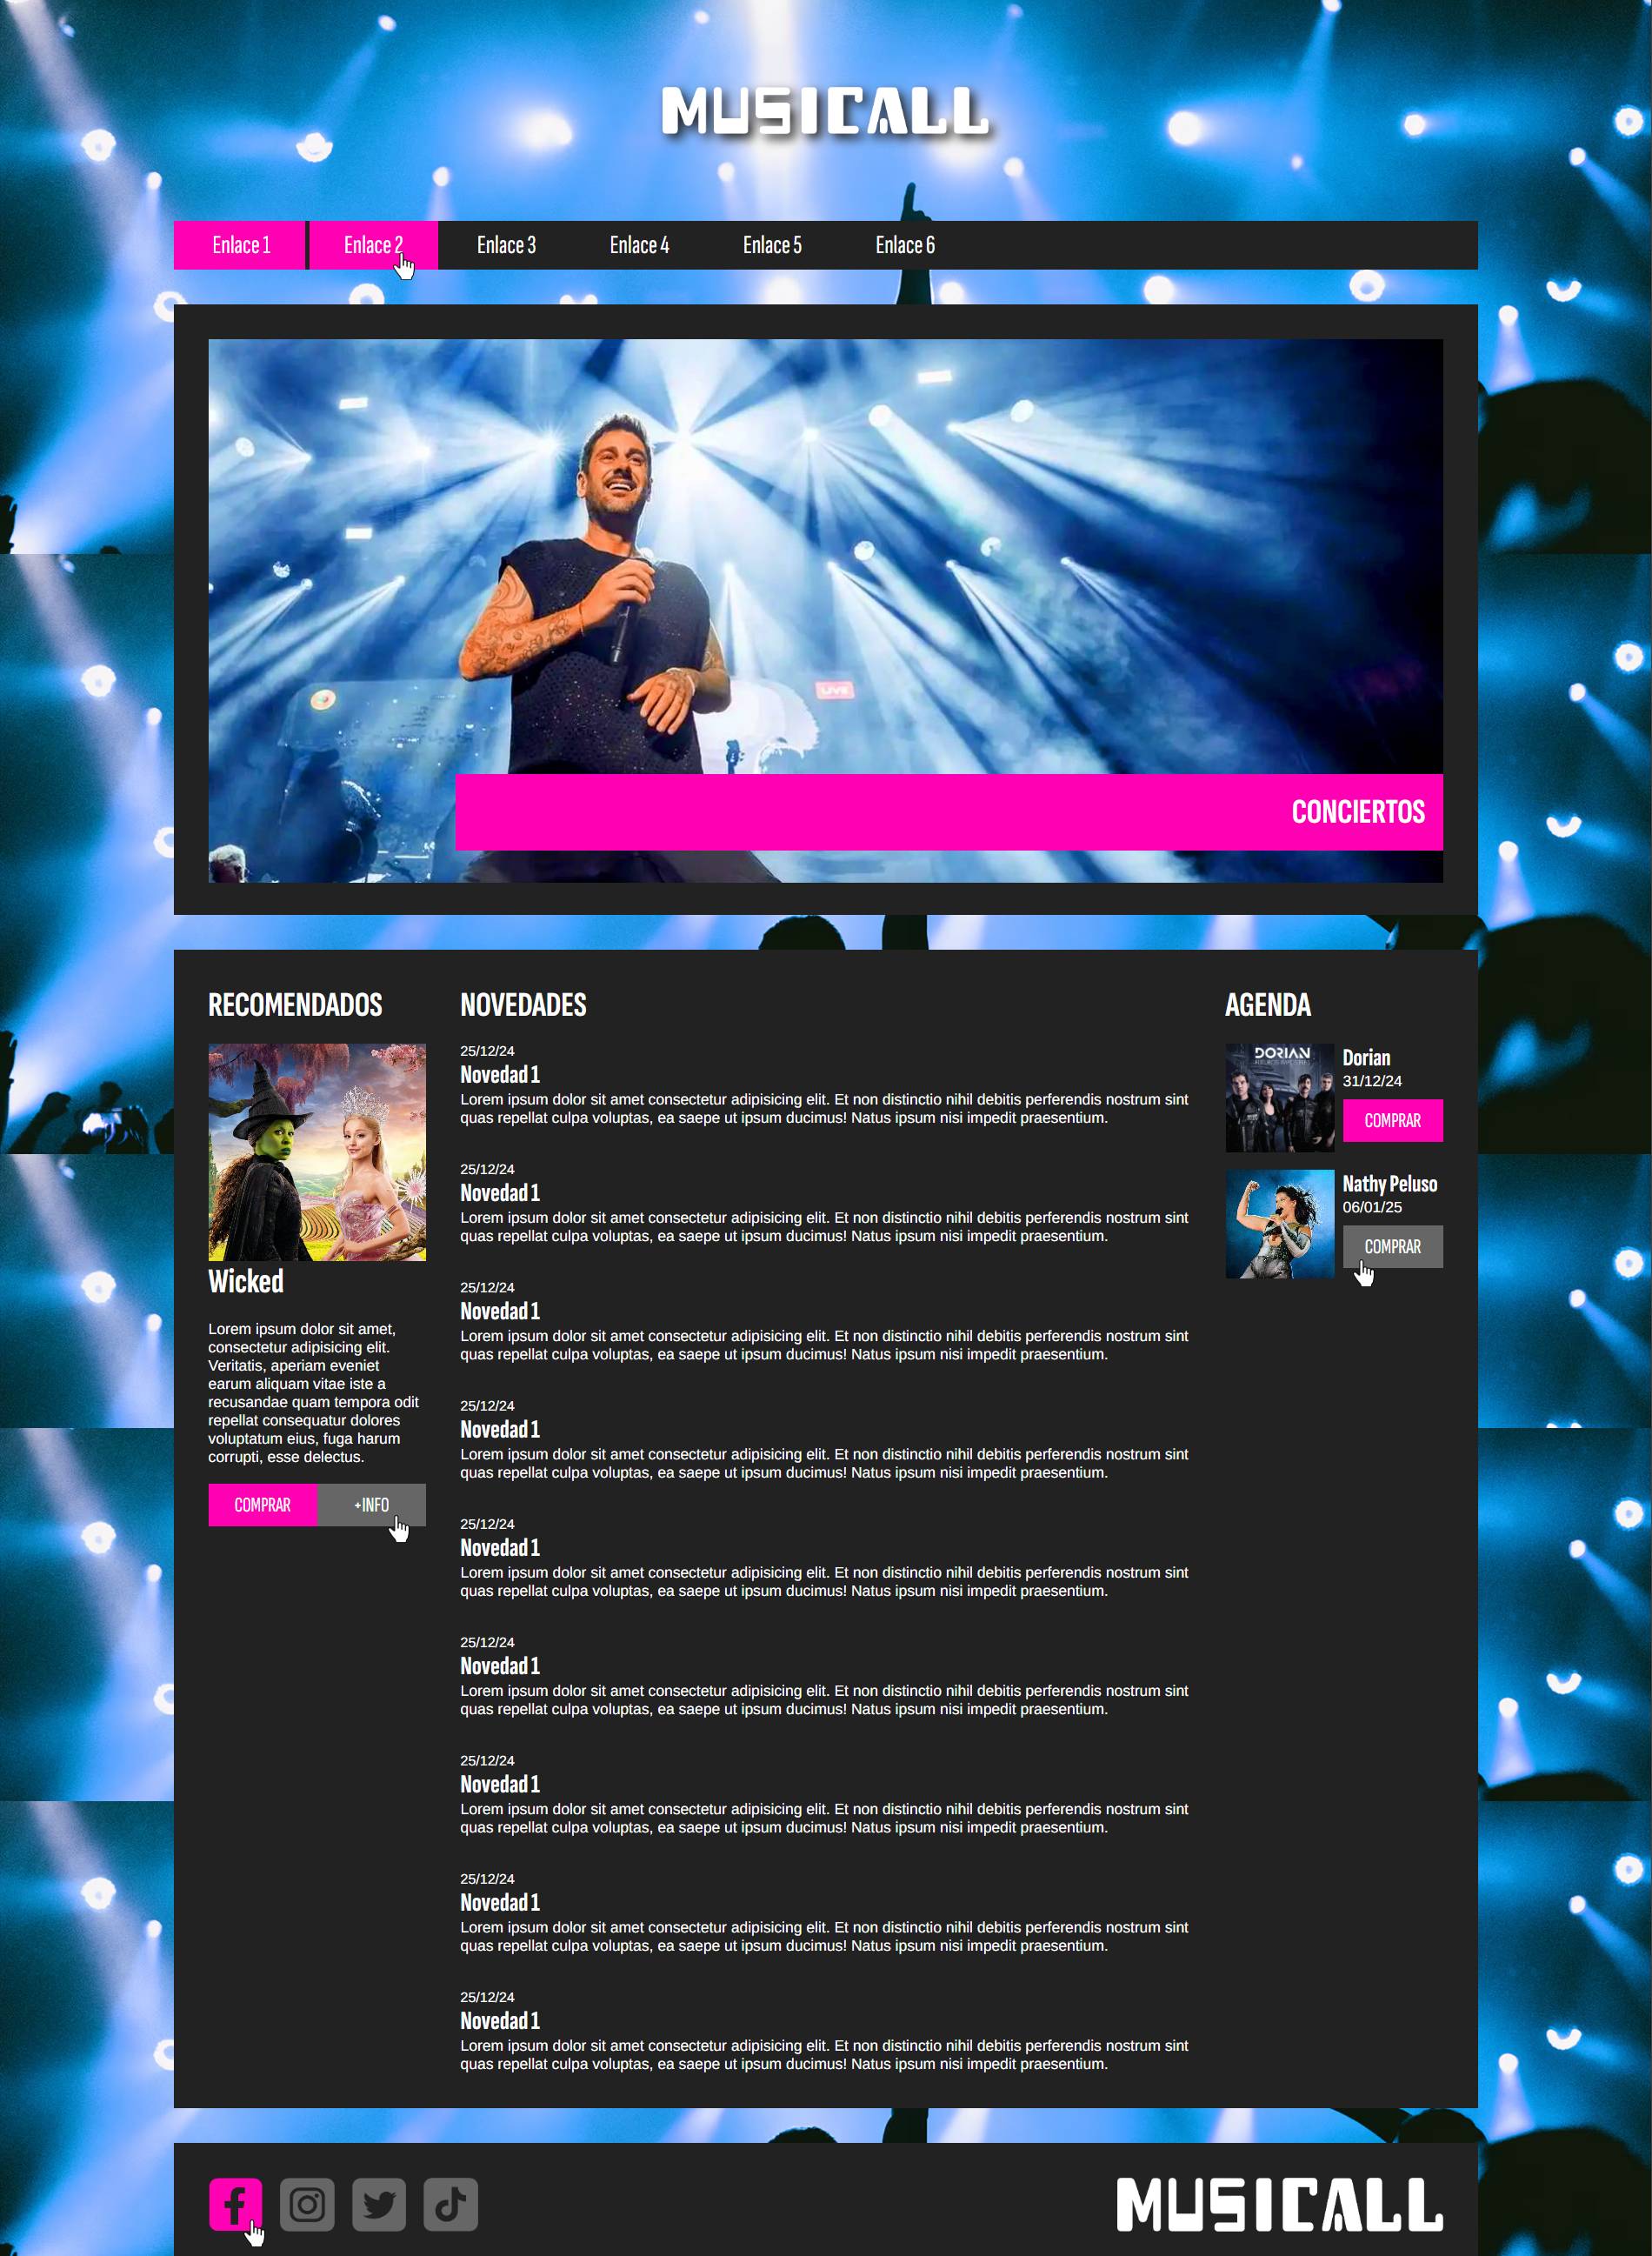 MUSICALL
Enlace 1
Enlace 2
Enlace 3
Enlace 4
Enlace 5
Enlace 6
LIVE
CONCIERTOS
RECOMENDADOS
Wicked
Lorem ipsum dolor sit amet,
consectetur adipisicing elit.
Veritatis, aperiam eveniet
earum aliquam vitae iste a
recusandae quam tempora odit
repellat consequatur dolores
voluptatum eius, fuga harum
corrupti, esse delectus.
COMPRAR
+INFO
NOVEDADES
25/12/24
Novedad 1
Lorem ipsum dolor sit amet consectetur adipisicing elit. Et non distinctio nihil debitis perferendis nostrum sint
quas repellat culpa voluptas, ea saepe ut ipsum ducimus! Natus ipsum nisi impedit praesentium.
25/12/24
Novedad 1
Lorem ipsum dolor sit amet consectetur adipisicing elit. Et non distinctio nihil debitis perferendis nostrum sint
quas repellat culpa voluptas, ea saepe ut ipsum ducimus! Natus ipsum nisi impedit praesentium.
25/12/24
Novedad 1
Lorem ipsum dolor sit amet consectetur adipisicing elit. Et non distinctio nihil debitis perferendis nostrum sint
quas repellat culpa voluptas, ea saepe ut ipsum ducimus! Natus ipsum nisi impedit praesentium.
25/12/24
Novedad 1
Lorem ipsum dolor sit amet consectetur adipisicing elit. Et non distinctio nihil debitis perferendis nostrum sint
quas repellat culpa voluptas, ea saepe ut ipsum ducimus! Natus ipsum nisi impedit praesentium.
25/12/24
Novedad 1
Lorem ipsum dolor sit amet consectetur adipisicing elit. Et non distinctio nihil debitis perferendis nostrum sint
quas repellat culpa voluptas, ea saepe ut ipsum ducimus! Natus ipsum nisi impedit praesentium.
25/12/24
Novedad 1
Lorem ipsum dolor sit amet consectetur adipisicing elit. Et non distinctio nihil debitis perferendis nostrum sint
quas repellat culpa voluptas, ea saepe ut ipsum ducimus! Natus ipsum nisi impedit praesentium.
25/12/24
Novedad 1
Lorem ipsum dolor sit amet consectetur adipisicing elit. Et non distinctio nihil debitis perferendis nostrum sint
quas repellat culpa voluptas, ea saepe ut ipsum ducimus! Natus ipsum nisi impedit praesentium.
25/12/24
Novedad 1
Lorem ipsum dolor sit amet consectetur adipisicing elit. Et non distinctio nihil debitis perferendis nostrum sint
quas repellat culpa voluptas, ea saepe ut ipsum ducimus! Natus ipsum nisi impedit praesentium.
25/12/24
Novedad 1
Lorem ipsum dolor sit amet consectetur adipisicing elit. Et non distinctio nihil debitis perferendis nostrum sint
quas repellat culpa voluptas, ea saepe ut ipsum ducimus! Natus ipsum nisi impedit praesentium.
AGENDA
DORIAN
Dorian
31/12/24
COMPRAR
Nathy Peluso
06/01/25
COMPRAR
MUSICALL